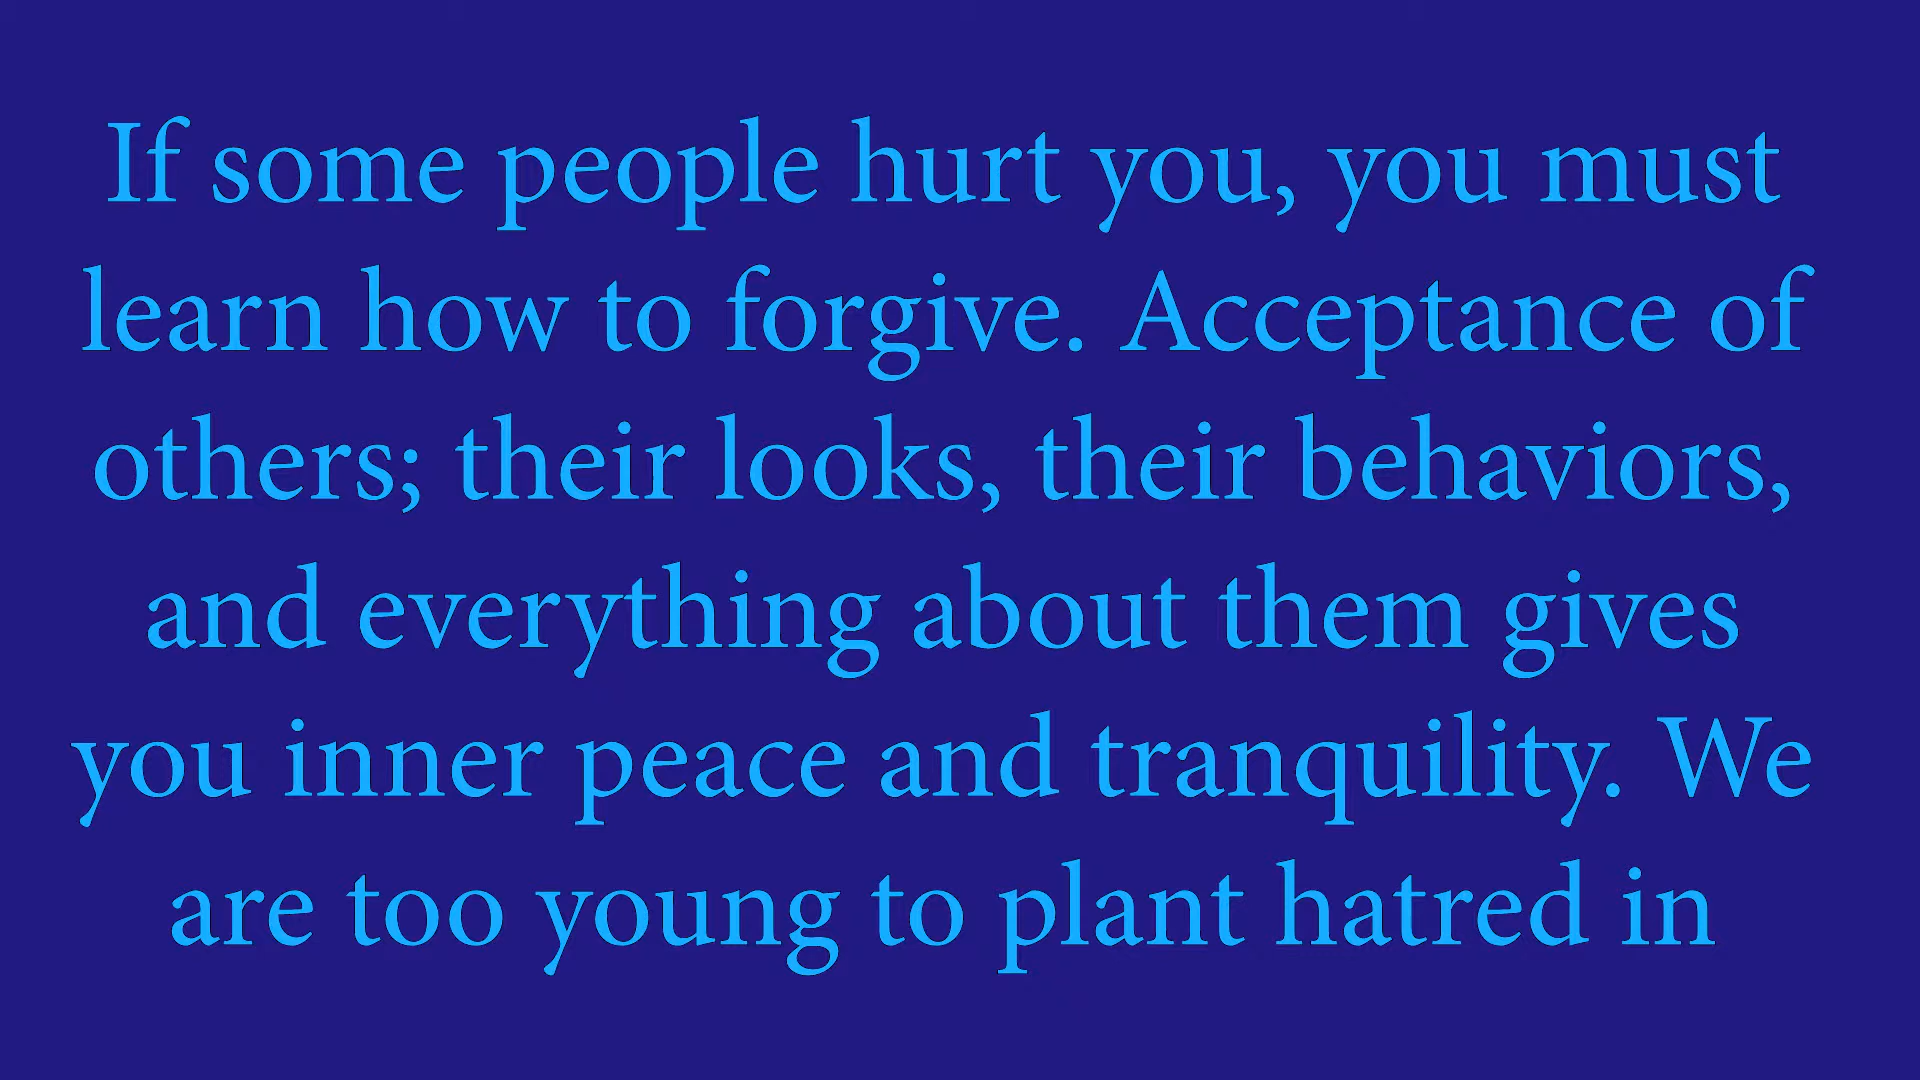 If some people hurt you, you must
learn how to forgive. Acceptance of
others; their looks, their behaviors,
and everything about them gives
you inner peace and tranquility. We
are too young to plant hatred in